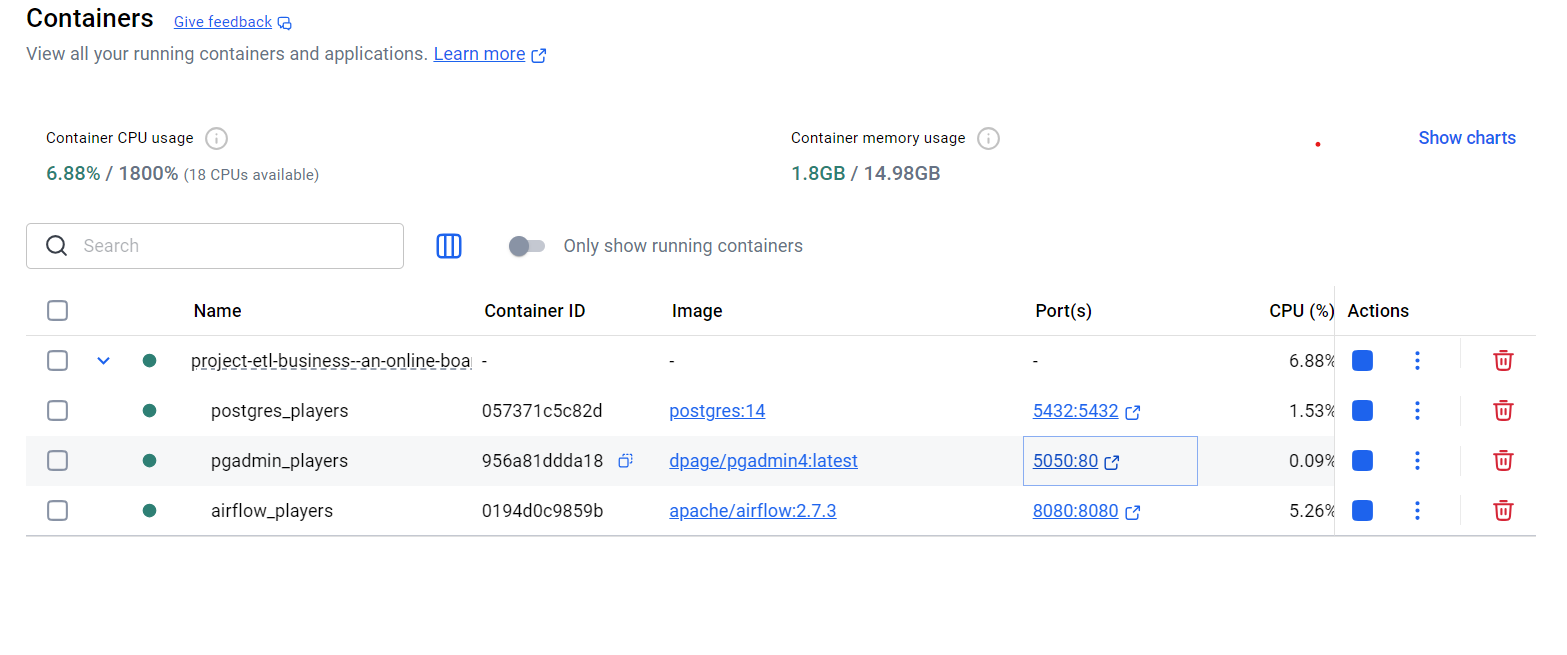 Containers Give feedback
View all your running containers and applications. Learn more
Container CPU usage
6.88% / 1800% (18 CPUs available)
Container memory usage
1.8GB / 14.98GB
Show charts
Search
Only show running containers
Name Container ID Image Port(s) CPU (%) Actions
project-etl-business--an-online-boa - - - 6.88%
postgres_players 057371c5c82d postgres:14 5432:5432 1.53%
pgadmin_players 956a81ddda18 dpage/pgadmin4:latest 5050:80 0.09%
airflow_players 0194d0c9859b apache/airflow:2.7.3 8080:8080 5.26%